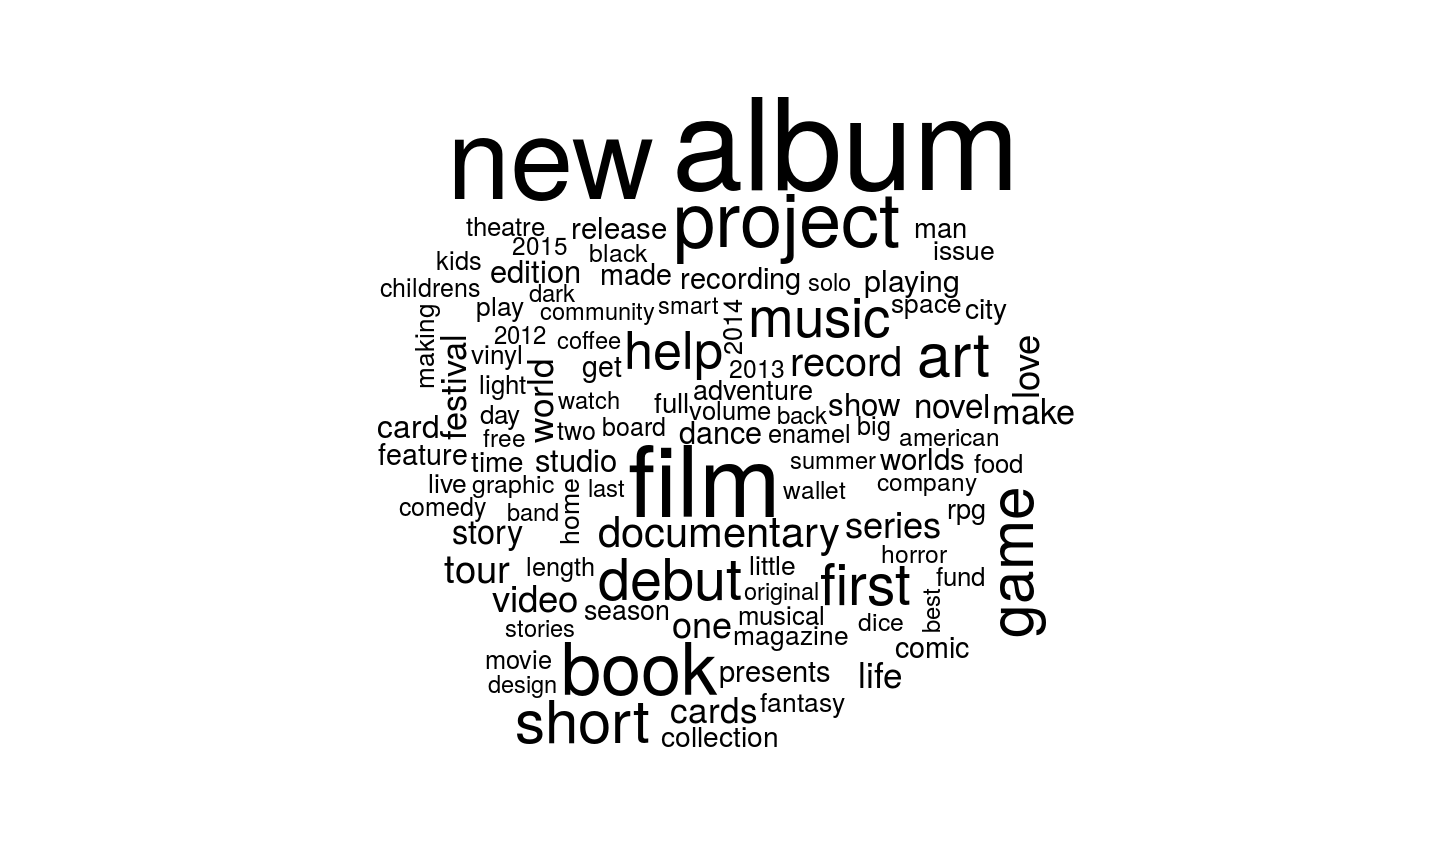 new album
project
theatre release man
2015 black issue
kids edition made recording solo playing
childrens dark space city
play community smart 2014 music
making 2012 coffee help art love
festival vinyl get 2013 record
light world adventure
watch full volume back show novel make
day two board dance enamel big
card free american
feature time studio film summer worlds food
live graphic home last wallet company
comedy band documentary series rpg game
story horror
tour length debut little first fund
video season original best
stories one musical dice
magazine comic
movie book presents life
design
short cards fantasy
collection